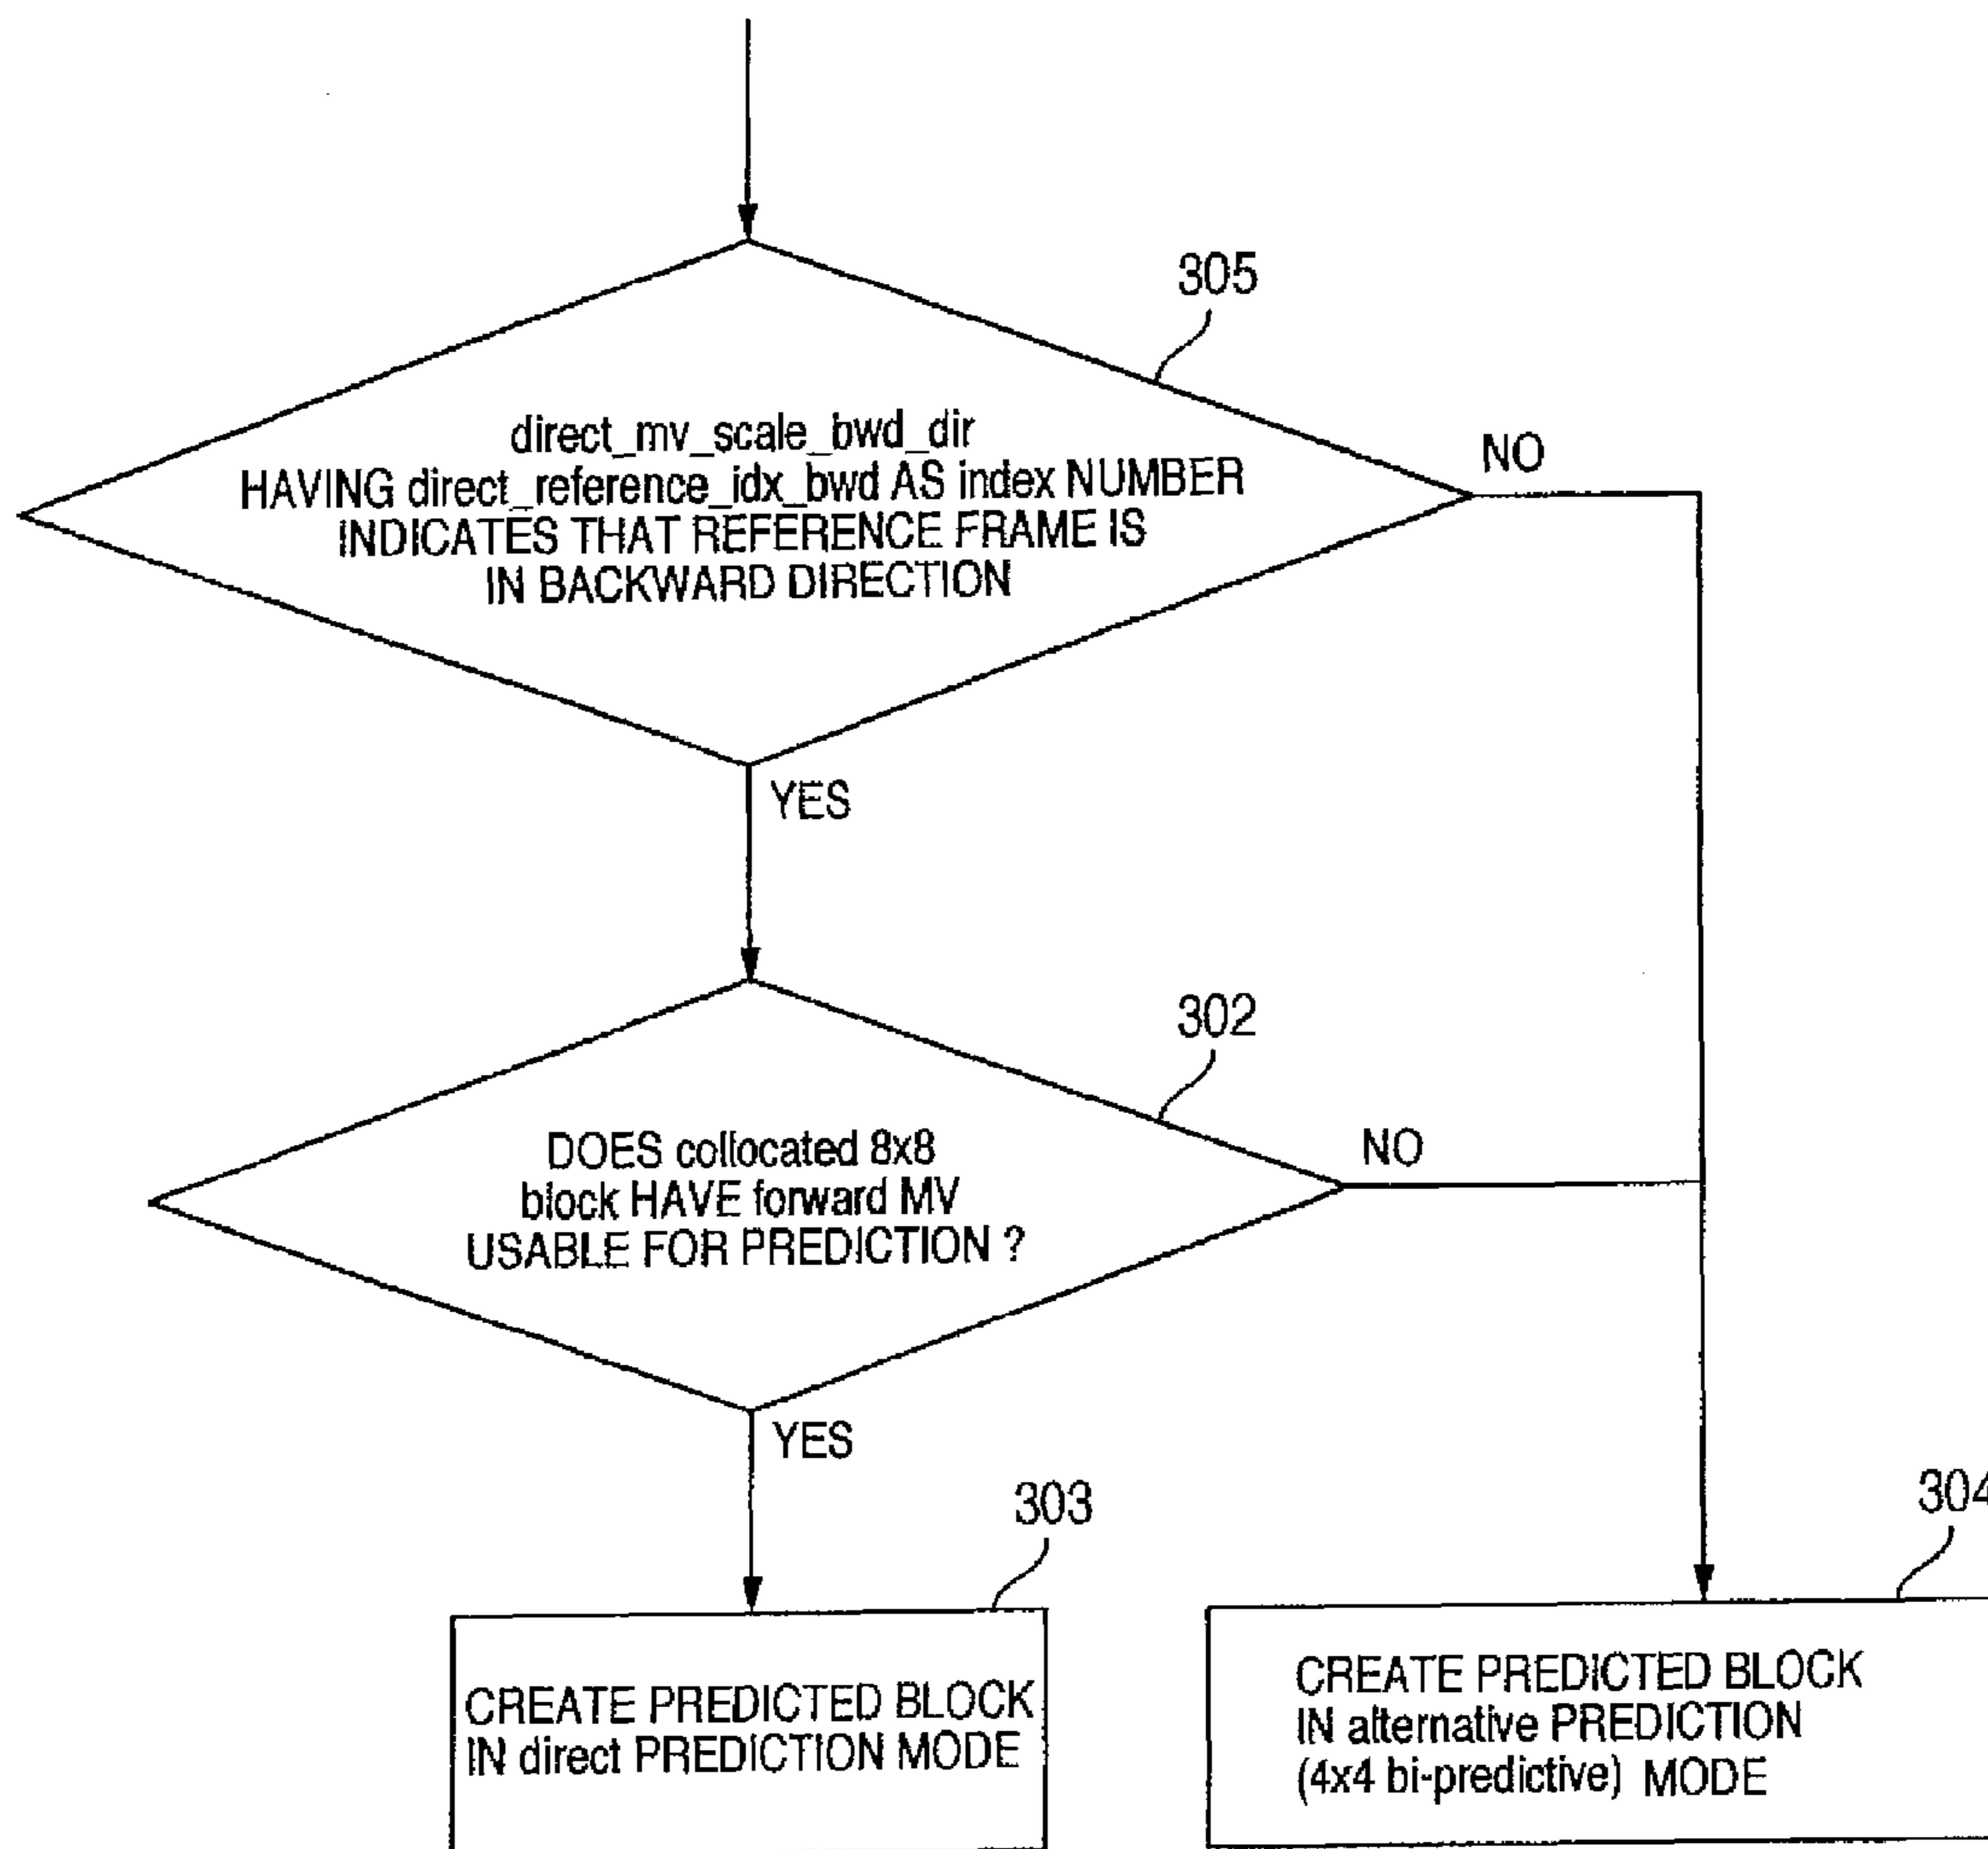 305
direct_mv_scale_bwd_dir
HAVING direct_reference_idx_bwd AS index NUMBER
INDICATES THAT REFERENCE FRAME IS
IN BACKWARD DIRECTION
NO
YES
302
DOES collocated 8x8
block HAVE forward MV
USABLE FOR PREDICTION ?
NO
YES
303
304
CREATE PREDICTED BLOCK
IN direct PREDICTION MODE
CREATE PREDICTED BLOCK
IN alternative PREDICTION
(4x4 bi-predictive) MODE